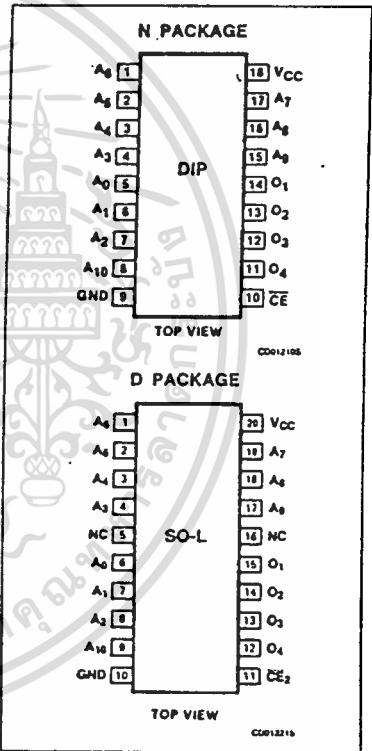 N PACKAGE
A6 1 18 VCC
A5 2 17 A7
A4 3 16 A8
A3 4 15 A9
A0 5 DIP 14 O1
A1 6 13 O2
A2 7 12 O3
A10 8 11 O4
GND 9 10 CE
TOP VIEW
CD01210S
D PACKAGE
A6 1 20 VCC
A5 2 19 A7
A4 3 18 A8
A3 4 17 A9
NC 5 16 NC
A0 6 SO-L 15 O1
A1 7 14 O2
A2 8 13 O3
A10 9 12 O4
GND 10 11 CE2
TOP VIEW